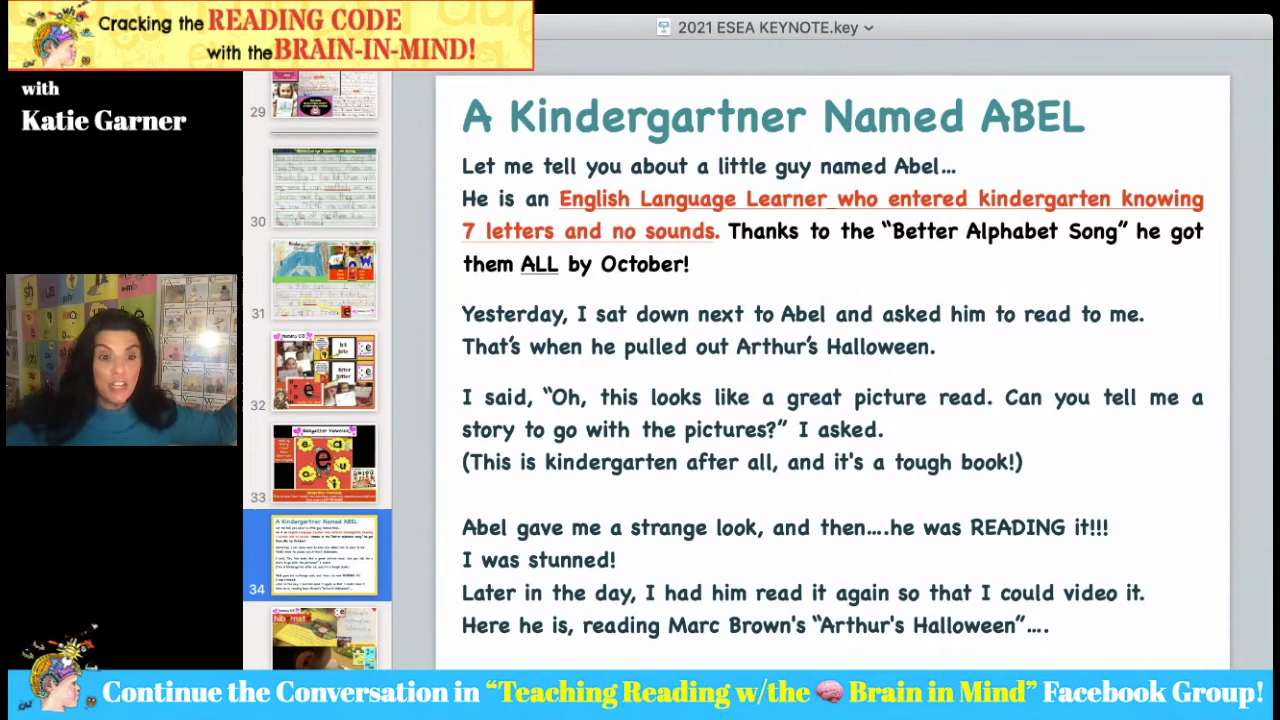 Cracking the READING CODE
with the BRAIN-IN-MIND!
with
Katie Garner
2021 ESEA KEYNOTE.key
29
30
31
32
33
34
A Kindergartner Named ABEL
Let me tell you about a little guy named Abel…
He is an English Language Learner who entered kindergarten knowing
7 letters and no sounds. Thanks to the “Better Alphabet Song” he got
them ALL by October!
Yesterday, I sat down next to Abel and asked him to read to me.
That’s when he pulled out Arthur’s Halloween.
I said, “Oh, this looks like a great picture read. Can you tell me a
story to go with the pictures?” I asked.
(This is kindergarten after all, and it's a tough book!)
Abel gave me a strange look, and then….he was READING it!!!
I was stunned!
Later in the day, I had him read it again so that I could video it.
Here he is, reading Marc Brown's “Arthur's Halloween”….
Continue the Conversation in “Teaching Reading w/the Brain in Mind” Facebook Group!